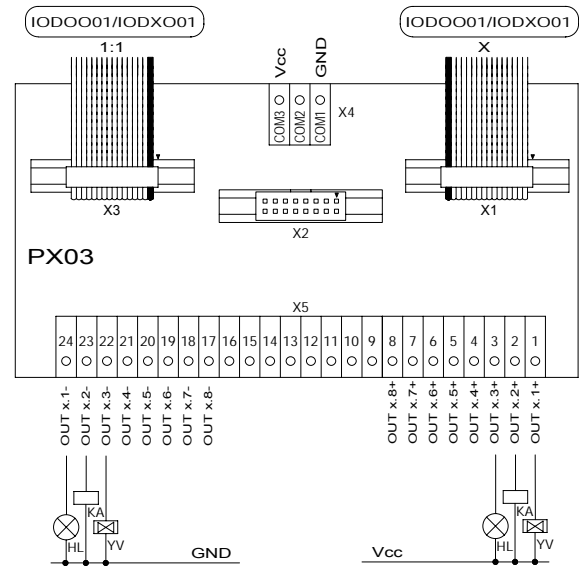 IODOO01/IODXO01
IODOO01/IODXO01
1:1
X
Vcc
GND
COM3
COM2
COM1
X4
X3
X1
X2
PX03
X5
24 23 22 21 20 19 18 17 16 15 14 13 12 11 10 9 8 7 6 5 4 3 2 1
OUT x.1-
OUT x.2-
OUT x.3-
OUT x.4-
OUT x.5-
OUT x.6-
OUT x.7-
OUT x.8-
OUT x.8+
OUT x.7+
OUT x.6+
OUT x.5+
OUT x.4+
OUT x.3+
OUT x.2+
OUT x.1+
KA
HL
YV
KA
HL
YV
GND
Vcc